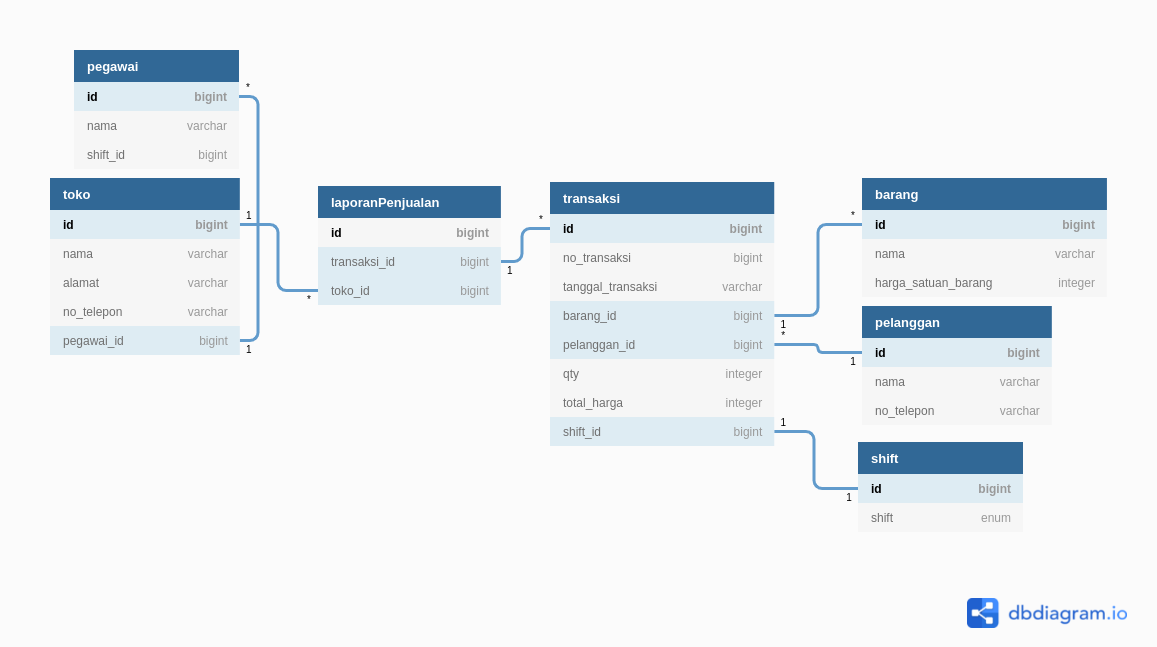 pegawai
id bigint
nama varchar
shift_id bigint
toko
id bigint
nama varchar
alamat varchar
no_telepon varchar
pegawai_id bigint
*
1
1
laporanPenjualan
id bigint
transaksi_id bigint
toko_id bigint
*
1
*
transaksi
id bigint
no_transaksi bigint
tanggal_transaksi varchar
barang_id bigint
pelanggan_id bigint
qty integer
total_harga integer
shift_id bigint
1
*
1
*
1
1
barang
id bigint
nama varchar
harga_satuan_barang integer
pelanggan
id bigint
nama varchar
no_telepon varchar
shift
id bigint
shift enum
dbdiagram.io